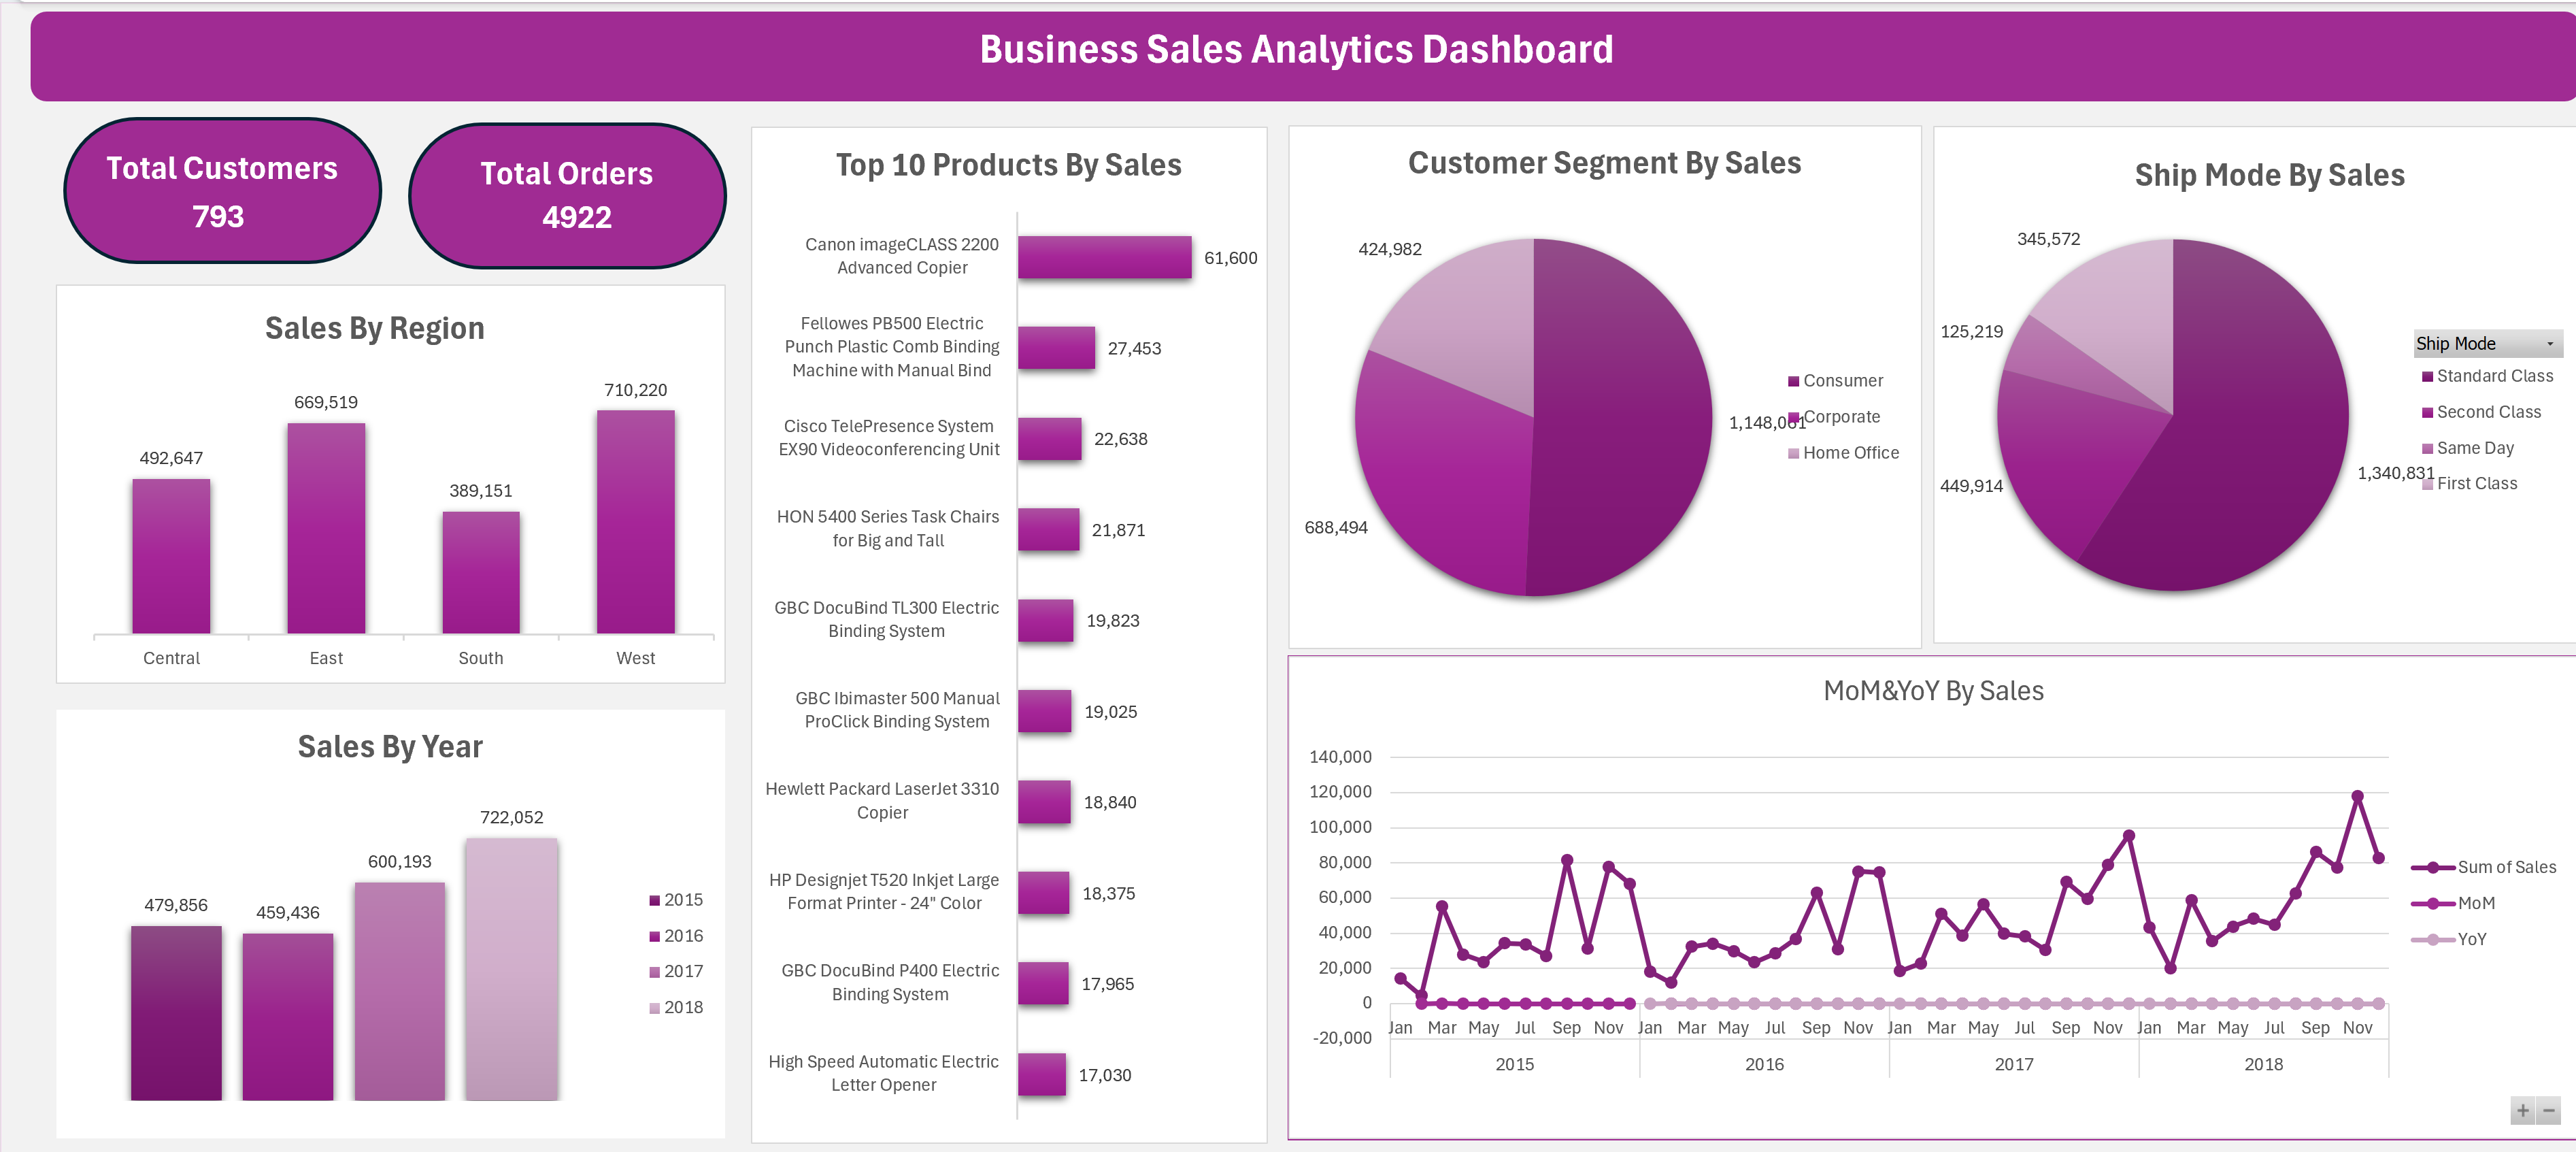 Business Sales Analytics Dashboard
Total Customers
793
Total Orders
4922
Sales By Region
492,647
669,519
389,151
710,220
Central
East
South
West
Sales By Year
479,856
459,436
600,193
722,052
2015
2016
2017
2018
Top 10 Products By Sales
Canon imageCLASS 2200
Advanced Copier
61,600
Fellowes PB500 Electric
Punch Plastic Comb Binding
Machine with Manual Bind
27,453
Cisco TelePresence System
EX90 Videoconferencing Unit
22,638
HON 5400 Series Task Chairs
for Big and Tall
21,871
GBC DocuBind TL300 Electric
Binding System
19,823
GBC Ibimaster 500 Manual
ProClick Binding System
19,025
Hewlett Packard LaserJet 3310
Copier
18,840
HP Designjet T520 Inkjet Large
Format Printer - 24" Color
18,375
GBC DocuBind P400 Electric
Binding System
17,965
High Speed Automatic Electric
Letter Opener
17,030
Customer Segment By Sales
424,982
688,494
1,148,061
Consumer
Corporate
Home Office
Ship Mode By Sales
345,572
125,219
449,914
1,340,831
Ship Mode
Standard Class
Second Class
Same Day
First Class
MoM&YoY By Sales
140,000
120,000
100,000
80,000
60,000
40,000
20,000
0
-20,000
Jan Mar May Jul Sep Nov Jan Mar May Jul Sep Nov Jan Mar May Jul Sep Nov Jan Mar May Jul Sep Nov
2015 2016 2017 2018
Sum of Sales
MoM
YoY
+ −